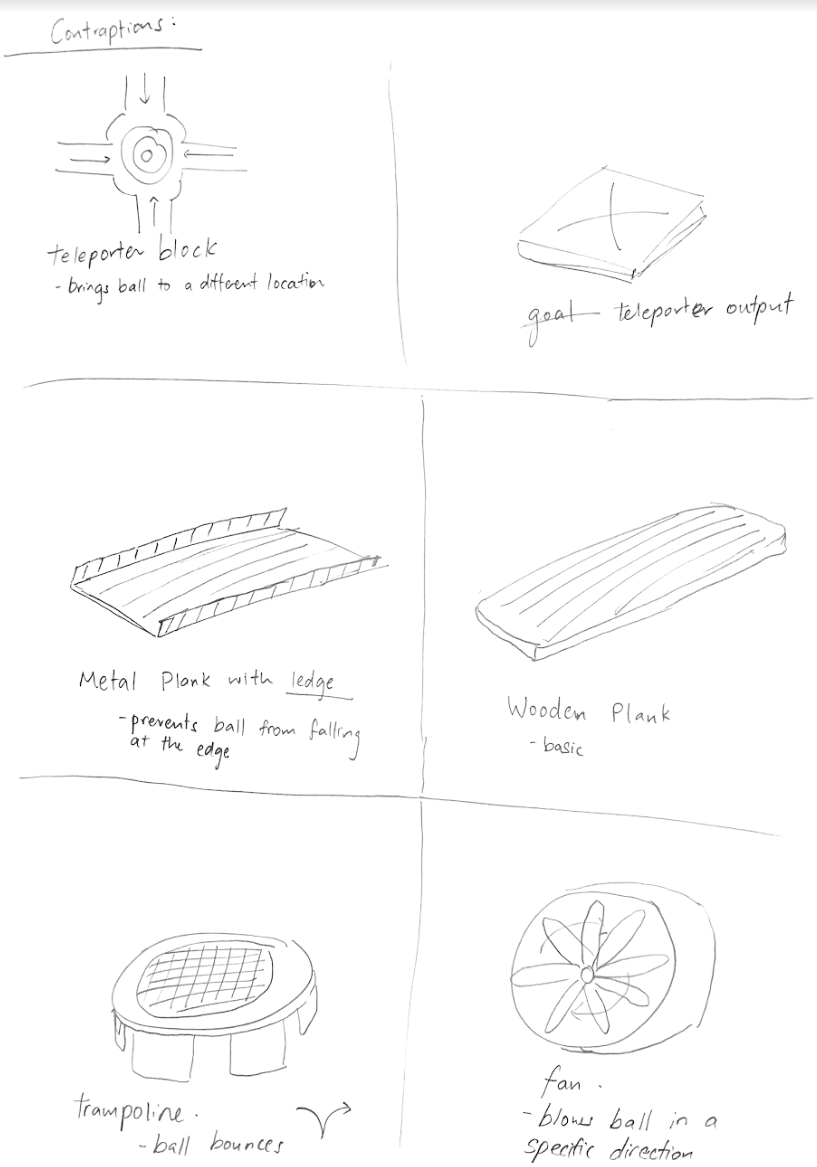 Contraptions:
teleporter block
- brings ball to a different location
goal teleporter output
Metal Plank with ledge
- prevents ball from falling
at the edge
Wooden Plank
- basic
trampoline.
- ball bounces
fan.
- blows ball in a
specific direction